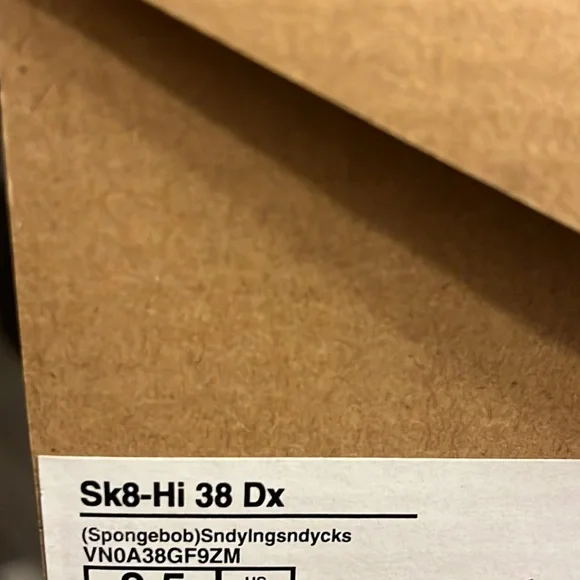 Sk8-Hi 38 Dx
(Spongebob)Sndylngsndycks
VN0A38GF9ZM